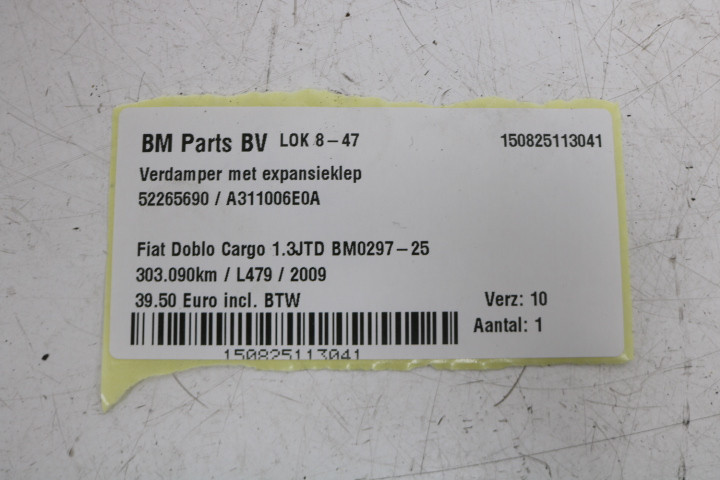 BM Parts BV LOK 8-47 150825113041
Verdamper met expansieklep
52265690 / A311006E0A
Fiat Doblo Cargo 1.3JTD BM0297-25
303.090km / L479 / 2009
39.50 Euro incl. BTW Verz: 10
Aantal: 1
150825113041